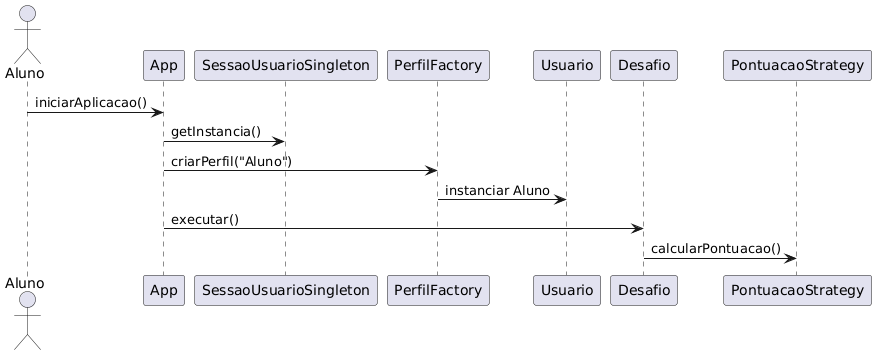 Aluno
App
SessaoUsuarioSingleton
PerfilFactory
Usuario
Desafio
PontuacaoStrategy
iniciarAplicacao()
getInstancia()
criarPerfil("Aluno")
instanciar Aluno
executar()
calcularPontuacao()
Aluno
App
SessaoUsuarioSingleton
PerfilFactory
Usuario
Desafio
PontuacaoStrategy